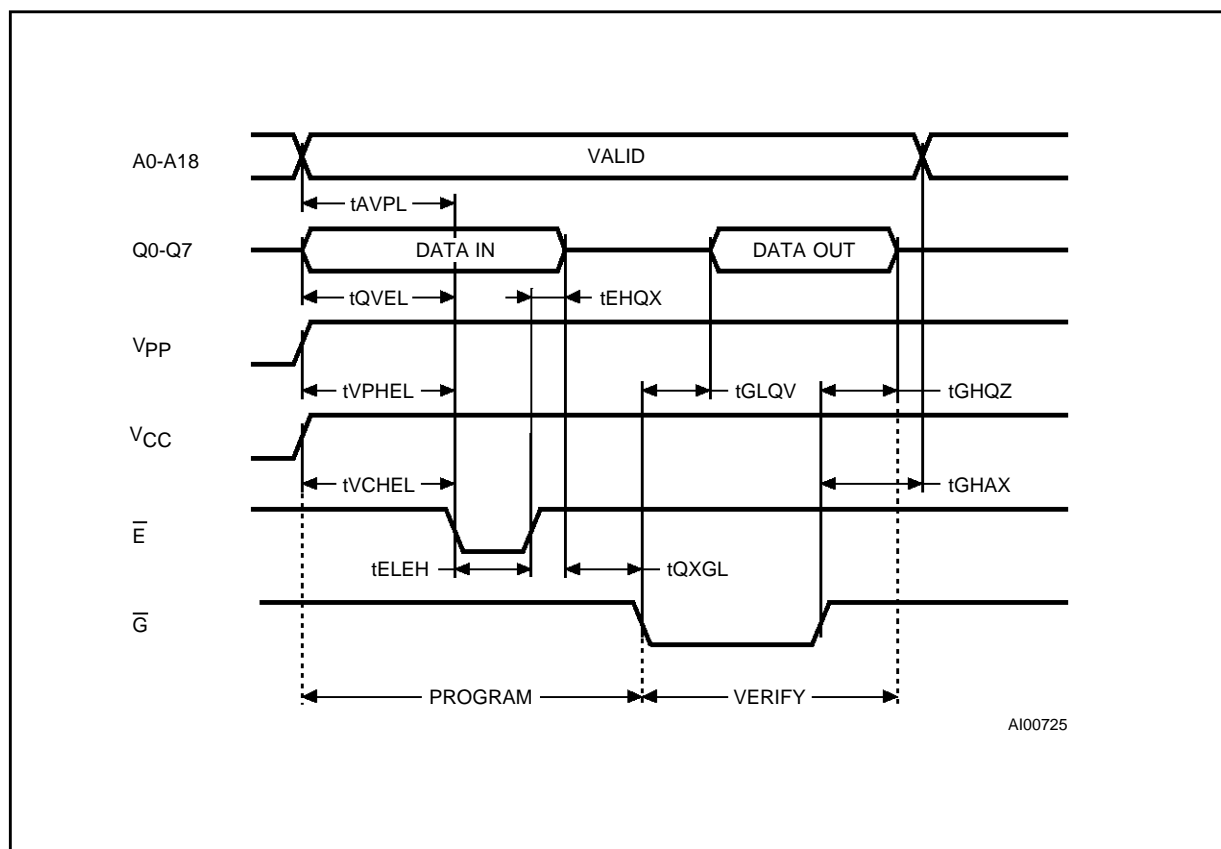 A0-A18
VALID
tAVPL
Q0-Q7
DATA IN
DATA OUT
tQVEL
tEHQX
VPP
tVPHEL
tGLQV
tGHQZ
VCC
tVCHEL
tGHAX
E̅
tELEH
tQXGL
G̅
PROGRAM
VERIFY
AI00725